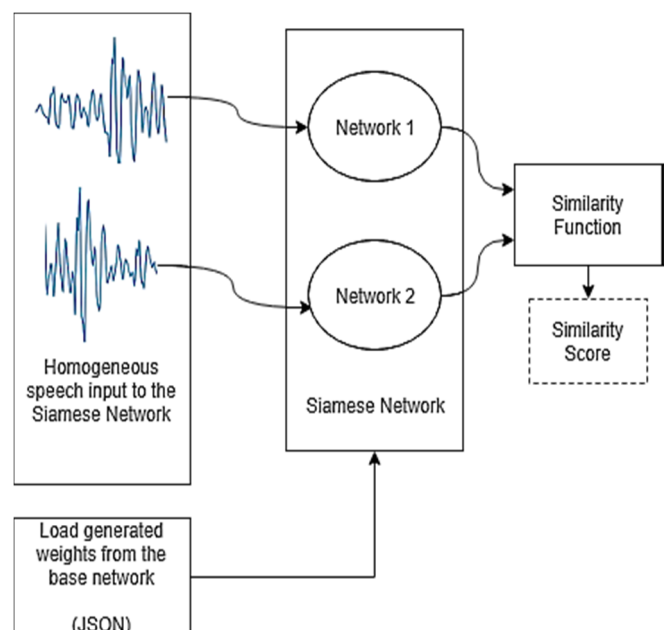 Network 1
Network 2
Siamese Network
Similarity
Function
Similarity
Score
Homogeneous
speech input to the
Siamese Network
Load generated
weights from the
base network
(JSON)